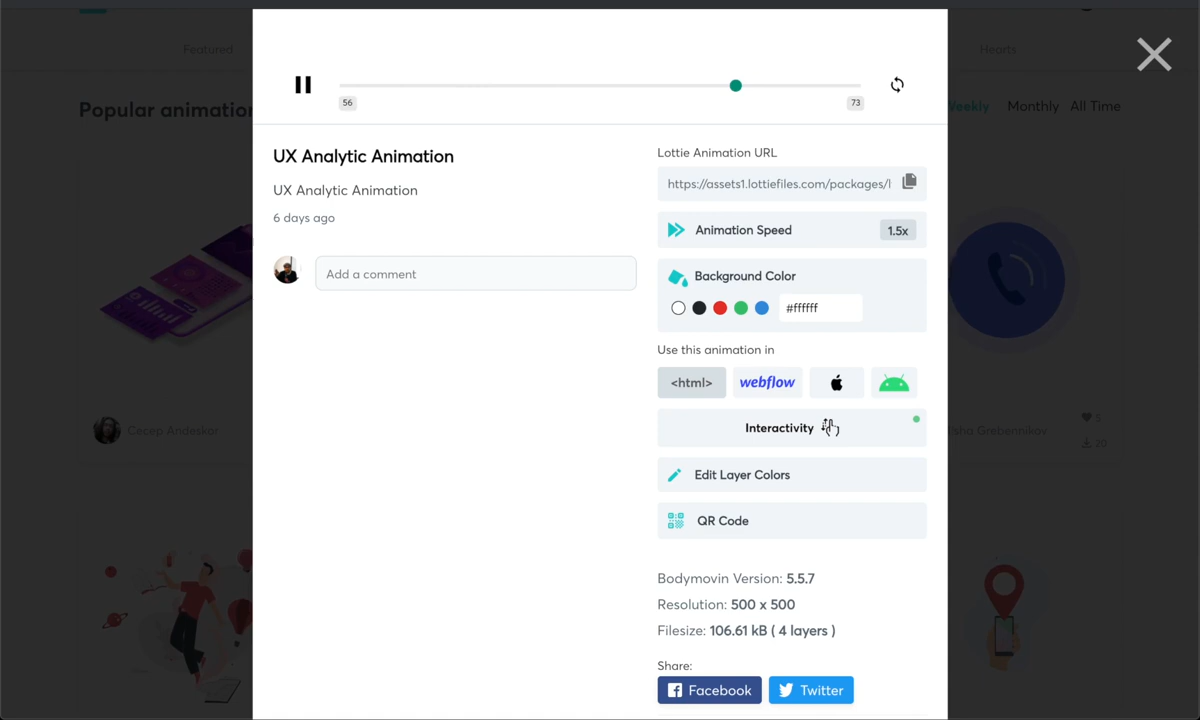 Featured
Hearts
Popular animation
Weekly
Monthly
All Time
56
73
UX Analytic Animation
UX Analytic Animation
6 days ago
Add a comment
Lottie Animation URL
https://assets1.lottiefiles.com/packages/l
Animation Speed
1.5x
Background Color
#ffffff
Use this animation in
<html>
webflow
Interactivity
Edit Layer Colors
QR Code
Bodymovin Version: 5.5.7
Resolution: 500 x 500
Filesize: 106.61 kB ( 4 layers )
Share:
Facebook
Twitter
Cecep Andeskor
Grebennikov
5
20